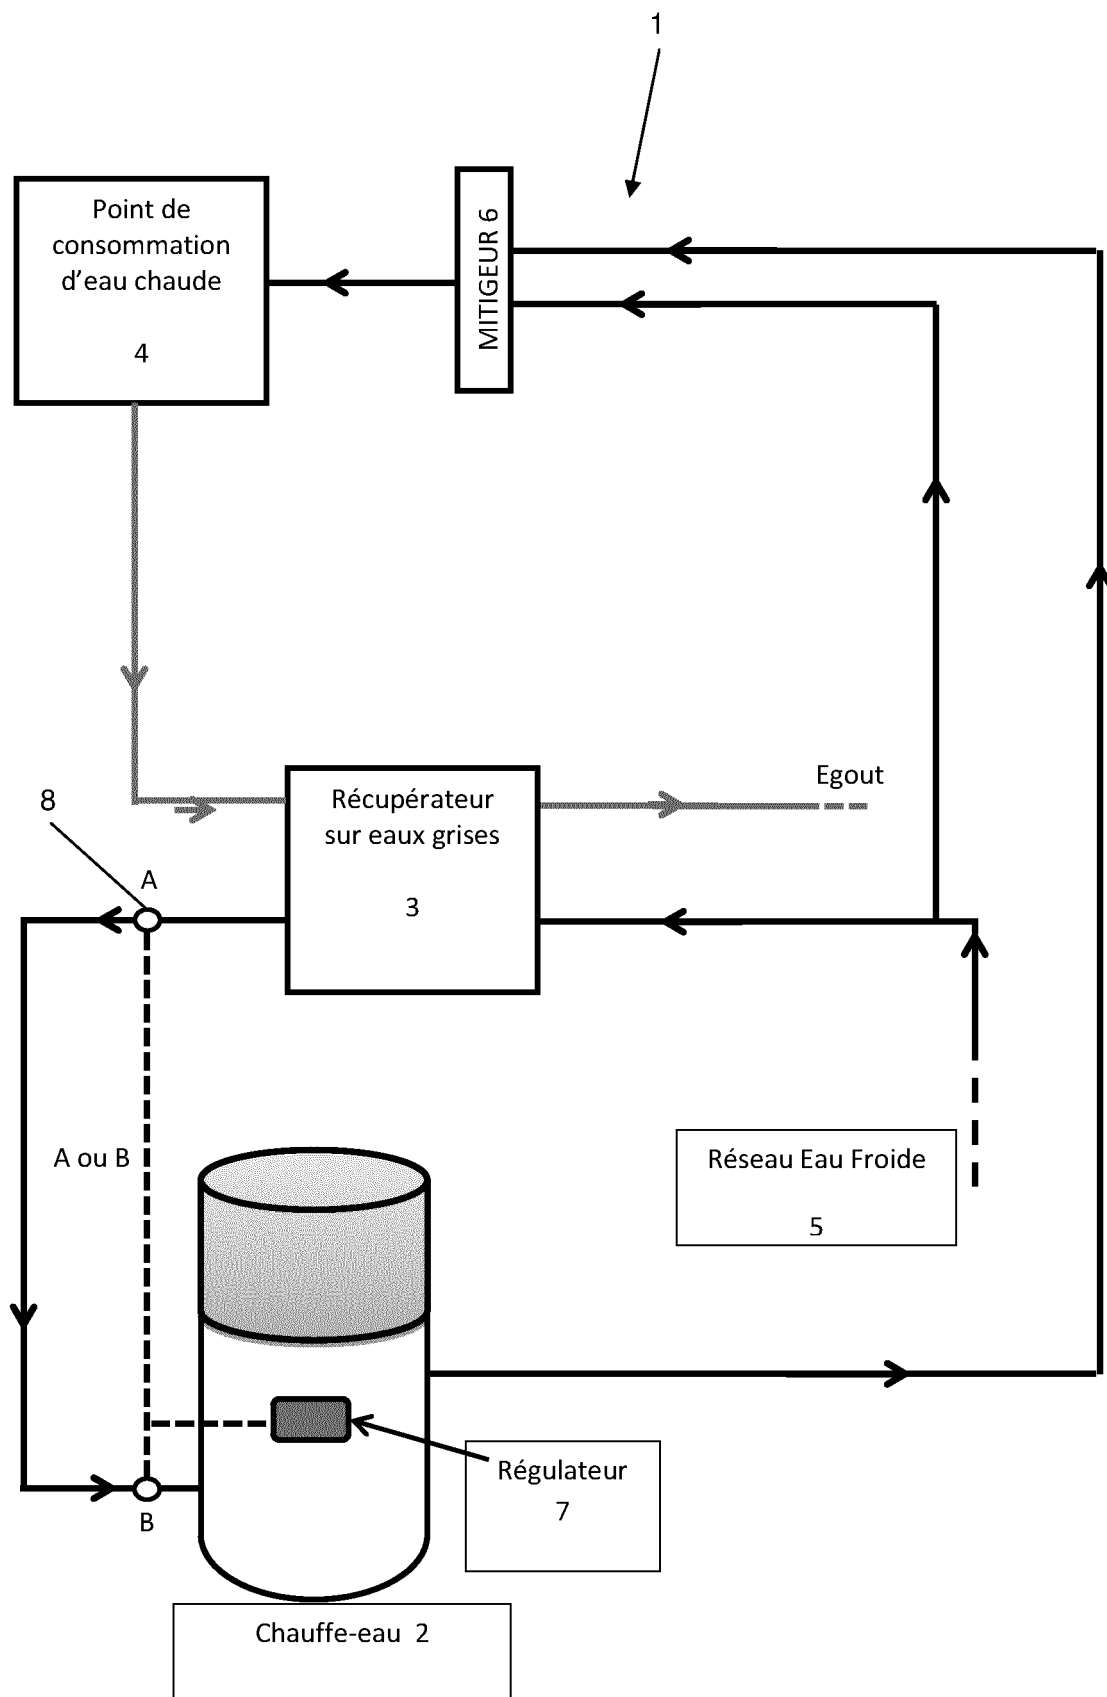 1
Point de
consommation
d'eau chaude
4
MITIGEUR 6
Egout
8
A
Récupérateur
sur eaux grises
3
A ou B
Réseau Eau Froide
5
Régulateur
7
B
Chauffe-eau 2